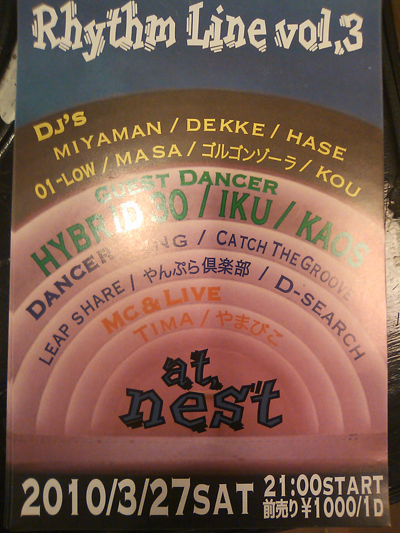 Rhythm Line vol,3
DJ's
MIYAMAN / DEKKE / HASE
01-LOW / MASA / ゴルゴンゾーラ / KOU
GUEST DANCER
HYBRID 80 / IKU / KAOS
DANCER / CATCH THE GROOVE
LEAP SHARE / やんぷら倶楽部 / D-SEARCH
MC & LIVE
TIMA / やまびこ
at,
nest
2010/3/27SAT
21:00START
前売り¥1000/1D